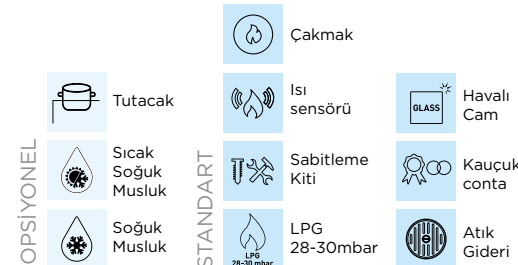 OPSİYONEL
Tutacak
Sıcak
Soğuk
Musluk
Soğuk
Musluk
STANDART
Çakmak
Isı
sensörü
Sabitleme
Kiti
LPG
28-30 mbar
LPG
28-30mbar
GLASS
Havalı
Cam
Kauçuk
conta
Atık
Gideri